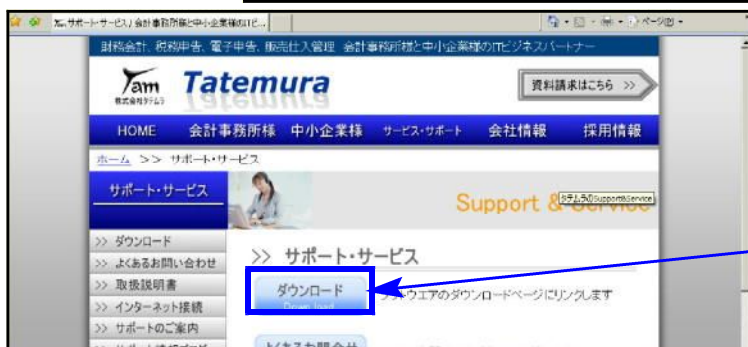 サポート・サービス / 会計事務所様と中小企業様のITビ...
ページ(P)
財務会計、税務申告、電子申告、販売仕入管理 会計事務所様と中小企業様のITビジネスパートナー
Tam
株式会社タテムラ
Tatemura
資料請求はこちら >>
HOME 会計事務所様 中小企業様 サービス・サポート 会社情報 採用情報
ホーム >> サポート・サービス
サポート・サービス
Support & Service
タテムラのSupport&Service
>> ダウンロード
>> よくあるお問い合わせ
>> 取扱説明書
>> インターネット接続
>> サポートのご案内
>> サポート・サービス
ダウンロード
Down load
ソフトウエアのダウンロードページにリンクします
よくあるお問合せ